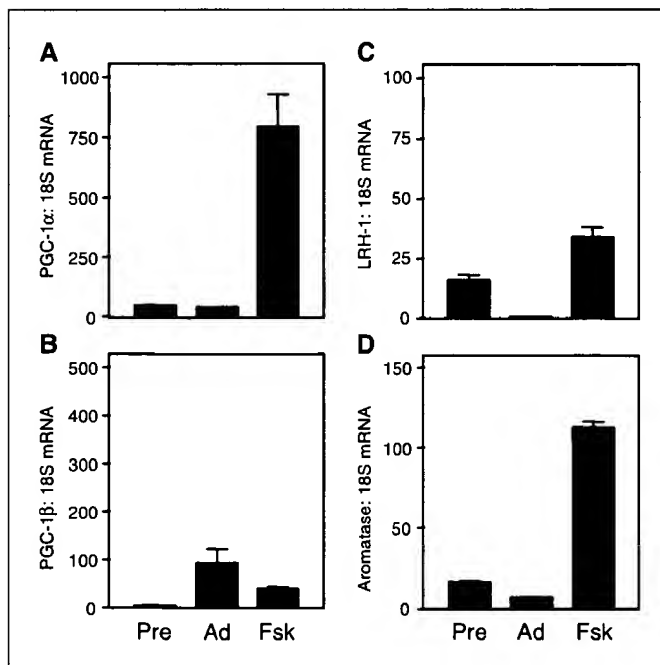 A
1000
750
500
250
0
PGC-1α: 18S mRNA
B
500
400
300
200
100
0
PGC-1β: 18S mRNA
Pre Ad Fsk
C
100
75
50
25
0
LRH-1: 18S mRNA
D
150
100
50
0
Aromatase: 18S mRNA
Pre Ad Fsk